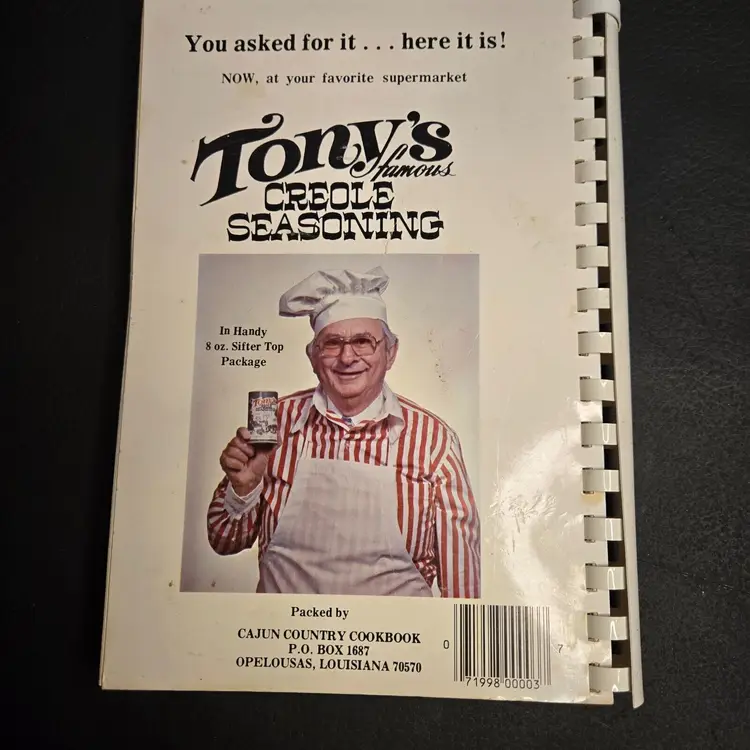 You asked for it . . . here it is!
NOW, at your favorite supermarket
Tony's
famous
CREOLE
SEASONING
In Handy
8 oz. Sifter Top
Package
TONY'S
Packed by
CAJUN COUNTRY COOKBOOK
P.O. BOX 1687
OPELOUSAS, LOUISIANA 70570
0 71998 00003 7